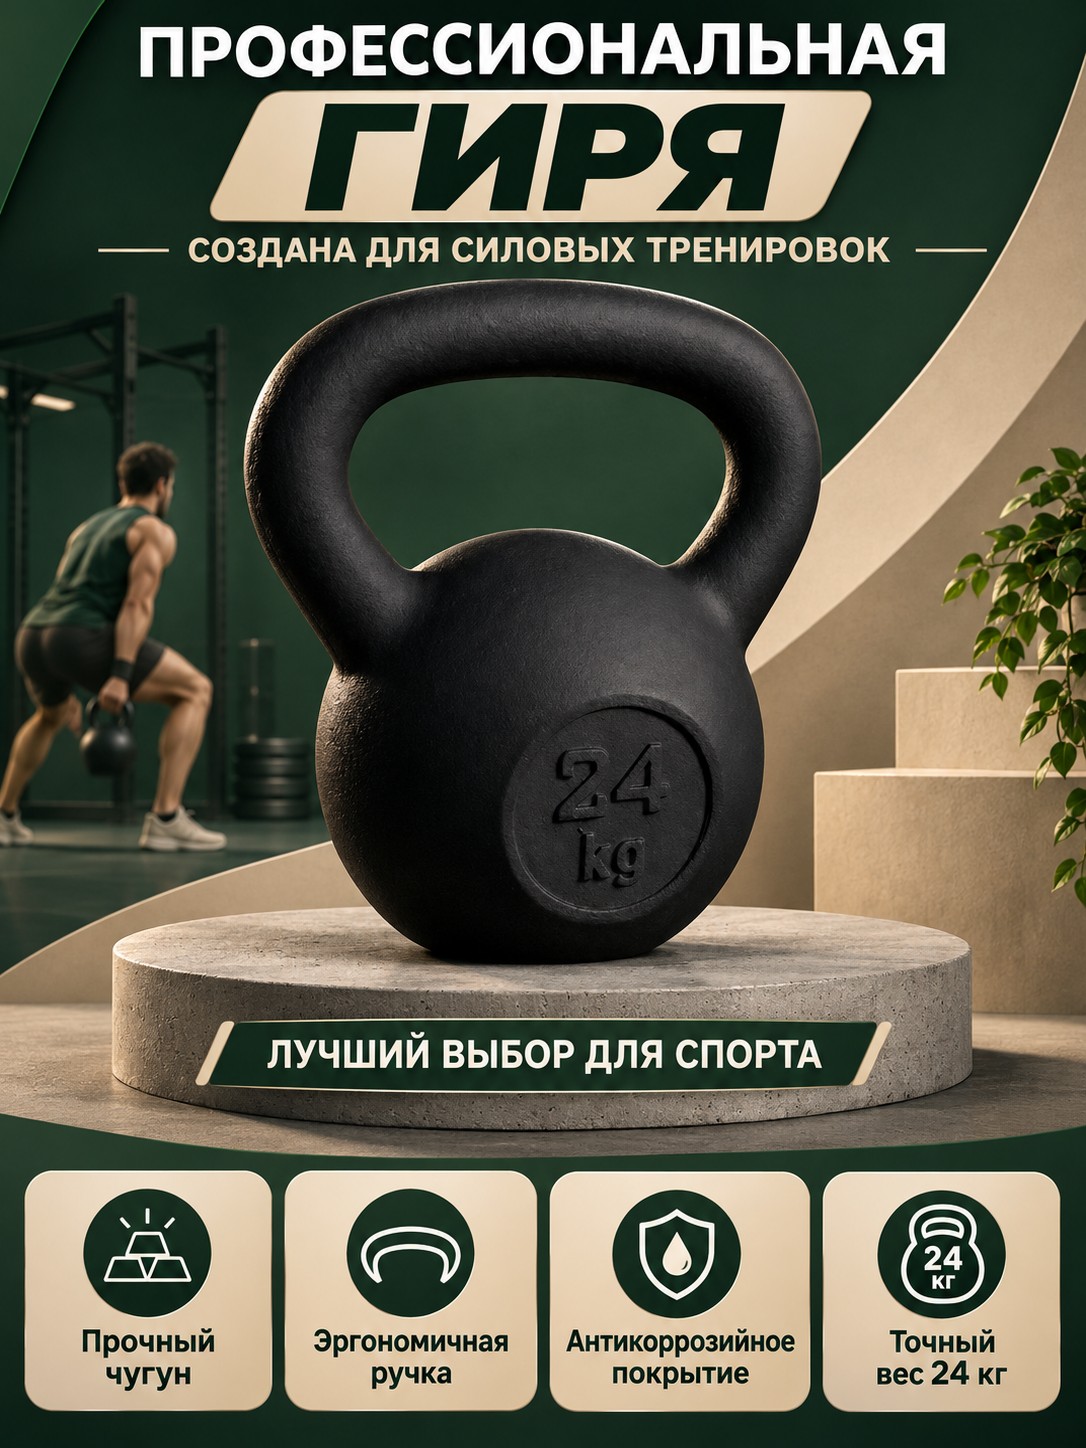 ПРОФЕССИОНАЛЬНАЯ
ГИРЯ
СОЗДАНА ДЛЯ СИЛОВЫХ ТРЕНИРОВОК
24
kg
ЛУЧШИЙ ВЫБОР ДЛЯ СПОРТА
Прочный
чугун
Эргономичная
ручка
Антикоррозийное
покрытие
24
кг
Точный
вес 24 кг